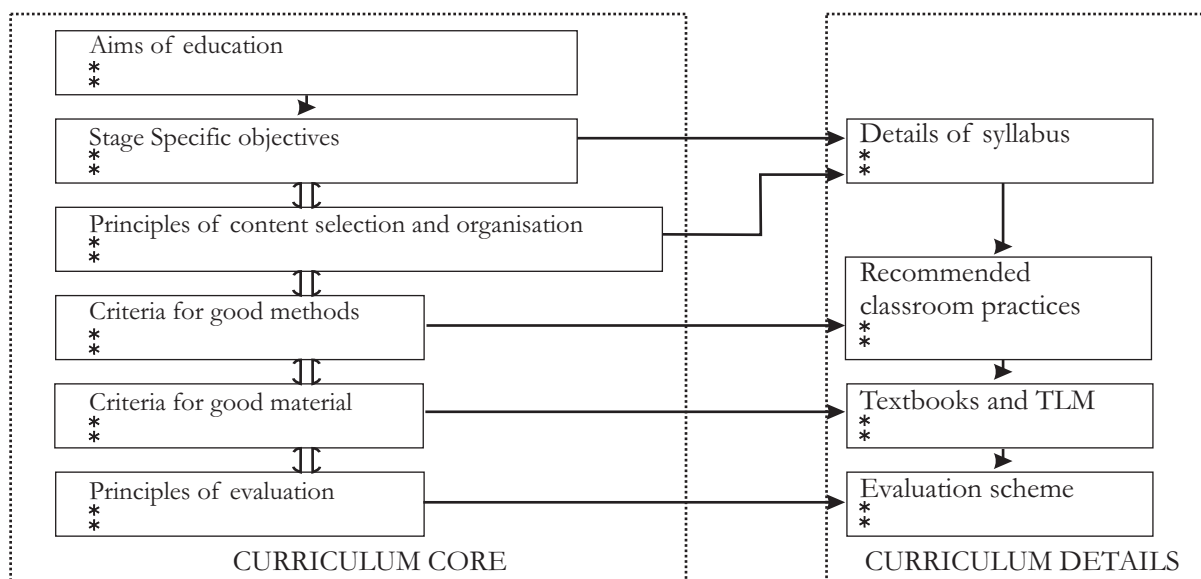 Aims of education
*
*
Stage Specific objectives
*
*
Principles of content selection and organisation
*
*
Criteria for good methods
*
*
Criteria for good material
*
*
Principles of evaluation
*
*
CURRICULUM CORE
Details of syllabus
*
*
Recommended
classroom practices
*
*
Textbooks and TLM
*
*
Evaluation scheme
*
*
CURRICULUM DETAILS